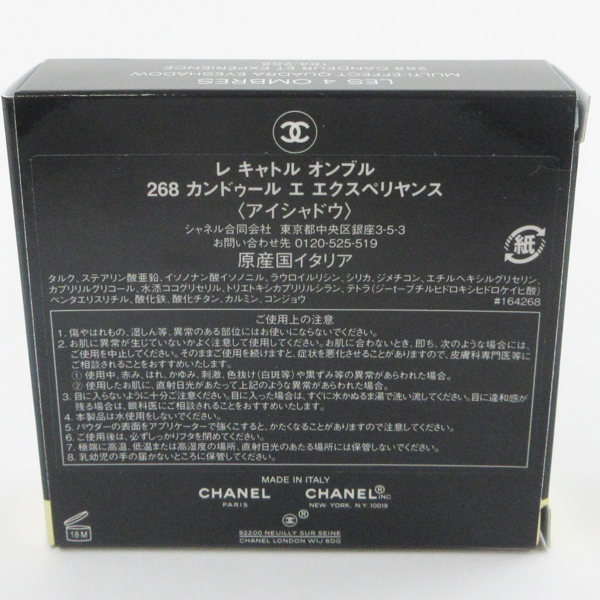 LES 4 OMBRES
MULTI-EFFECT QUADRA EYESHADOW
268 CANDEUR ET EXPERIENCE
164 268
レ キャトル オンブル
268 カンドゥール エ エクスペリヤンス
〈アイシャドウ〉
シャネル合同会社 東京都中央区銀座3-5-3
お問い合わせ先 0120-525-519
原産国イタリア
タルク、ステアリン酸亜鉛、イソノナン酸イソノニル、ラウロイルリシン、シリカ、ジメチコン、エチルヘキシルグリセリン、
カプリリルグリコール、水添ココグリセリル、トリエトキシカプリリルシラン、テトラ(ジーt-ブチルヒドロキシヒドロケイヒ酸)
ペンタエリスリチル、酸化鉄、酸化チタン、カルミン、コンジョウ
#164268
紙
ご使用上の注意
1. 傷やはれもの、湿しん等、異常のある部位にはお使いにならないでください。
2. お肌に異常が生じていないかよく注意して使用してください。お肌に合わないとき、即ち、次のような場合には、
ご使用を中止してください。そのままご使用を続けますと、症状を悪化させることがありますので、皮膚科専門医等に
ご相談されることをおすすめいたします。
① 使用中、赤み、はれ、かゆみ、刺激、色抜け(白斑等)や黒ずみ等の異常があらわれた場合。
② 使用したお肌に、直射日光があたって上記のような異常があらわれた場合。
3. 目に入らないように十分ご注意ください。目に入った場合は、すぐに水かぬるま湯で洗い流してください。目に違和感が
残る場合は、眼科医にご相談されることをおすすめいたします。
4. 本製品は水使用をしないでください。
5. パウダーの表面をアプリケーターで強くこすると、かたくなることがありますのでご注意ください。
6. ご使用後は、必ずしっかりフタを閉めてください。
7. 極端に高温、低温または高湿度の場所、直射日光のあたる場所には保管しないでください。
8. 乳幼児の手の届かないところに保管してください。
MADE IN ITALY
CHANEL CHANEL® INC
PARIS NEW YORK, N.Y. 10019
®
92200 NEUILLY SUR SEINE
CHANEL LONDON W1J 6DG
18 M